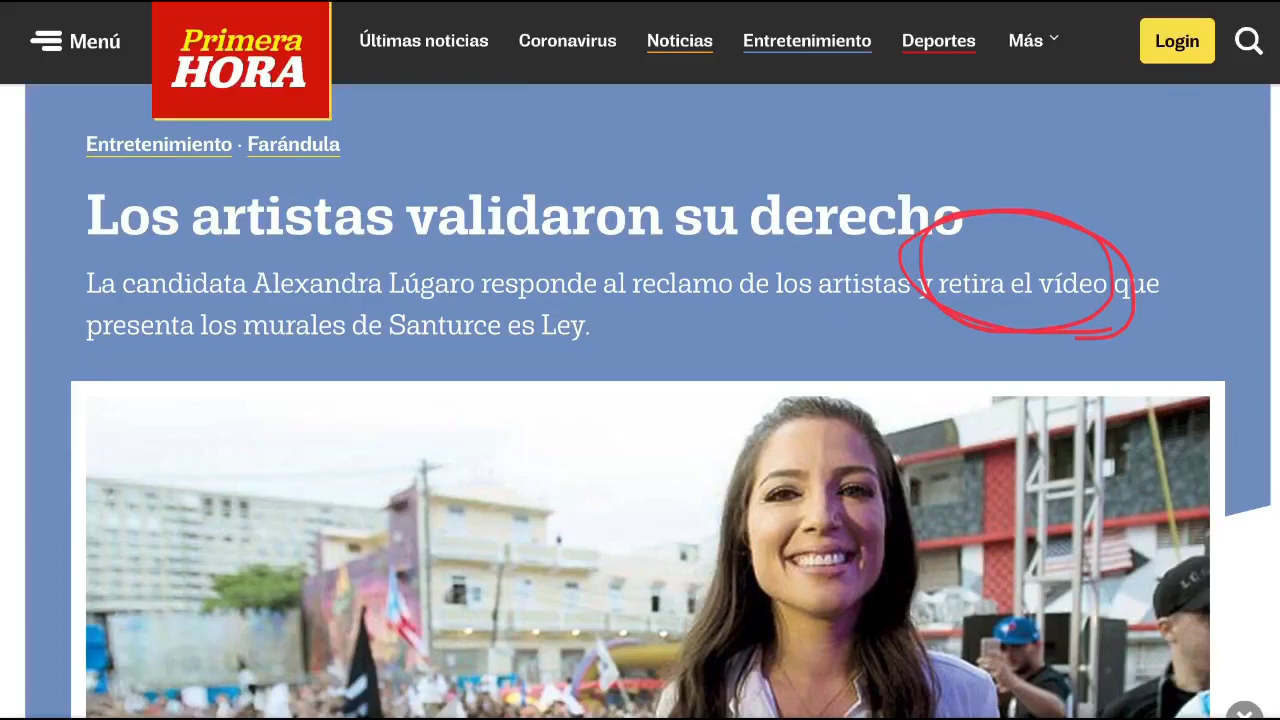 Menú
Primera
HORA
Últimas noticias
Coronavirus
Noticias
Entretenimiento
Deportes
Más
Login
Entretenimiento · Farándula
Los artistas validaron su derecho
La candidata Alexandra Lúgaro responde al reclamo de los artistas y retira el vídeo que
presenta los murales de Santurce es Ley.